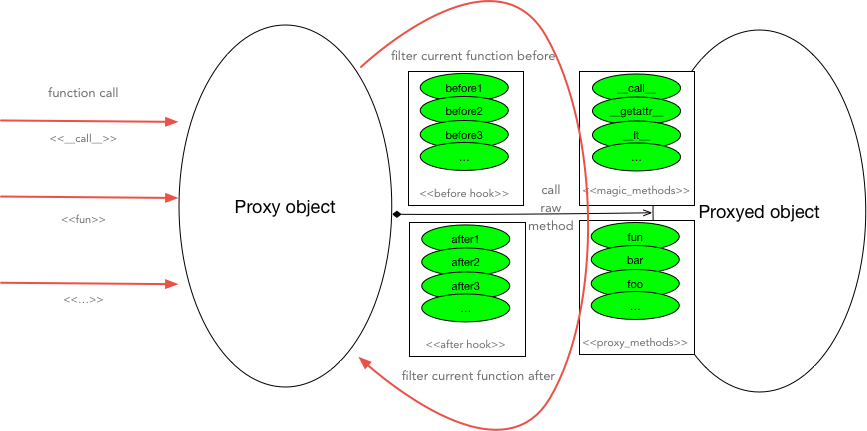 function call
<<__call__>>
<<fun>>
<<...>>
Proxy object
filter current function before
before1
before2
before3
...
<<before hook>>
call
raw
method
after1
after2
after3
...
<<after hook>>
filter current function after
__call__
__getattr__
__lt__
...
<<magic_methods>>
Proxyed object
fun
bar
foo
...
<<proxy_methods>>